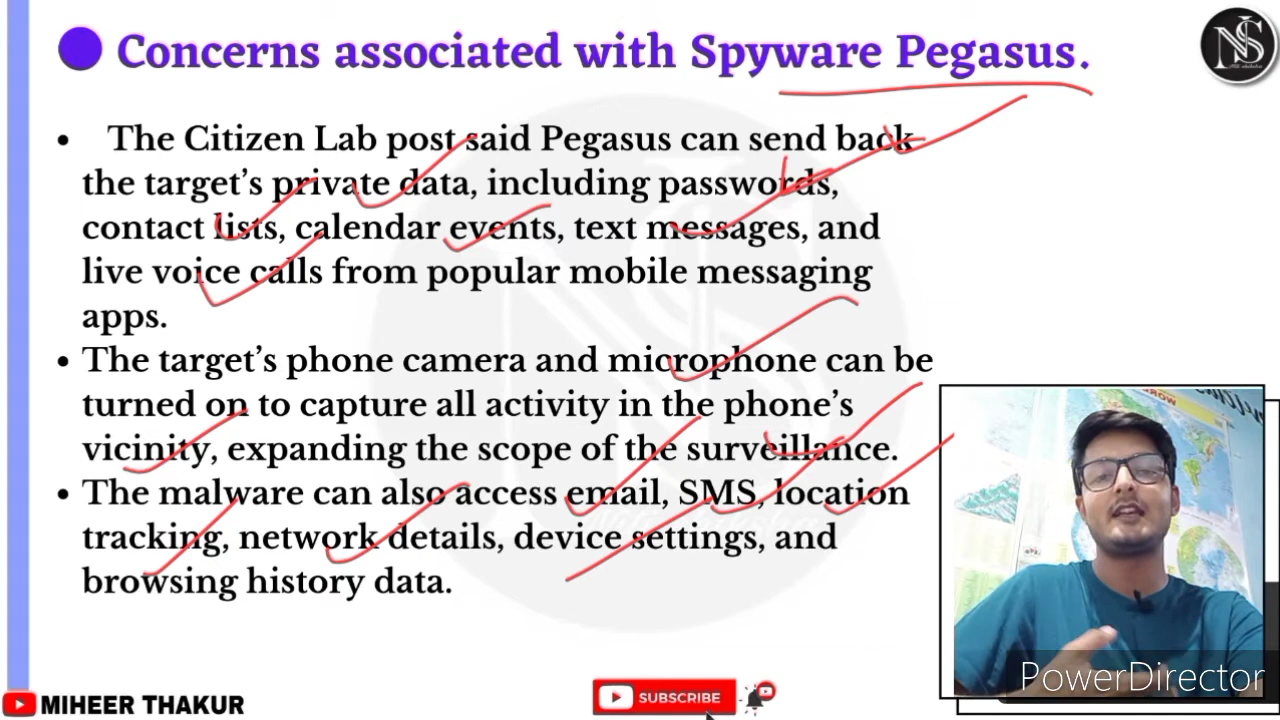 Concerns associated with Spyware Pegasus.
NS
• The Citizen Lab post said Pegasus can send back
the target's private data, including passwords,
contact lists, calendar events, text messages, and
live voice calls from popular mobile messaging
apps.
• The target's phone camera and microphone can be
turned on to capture all activity in the phone's
vicinity, expanding the scope of the surveillance.
• The malware can also access email, SMS, location
tracking, network details, device settings, and
browsing history data.
PowerDirector
MIHEER THAKUR
SUBSCRIBE